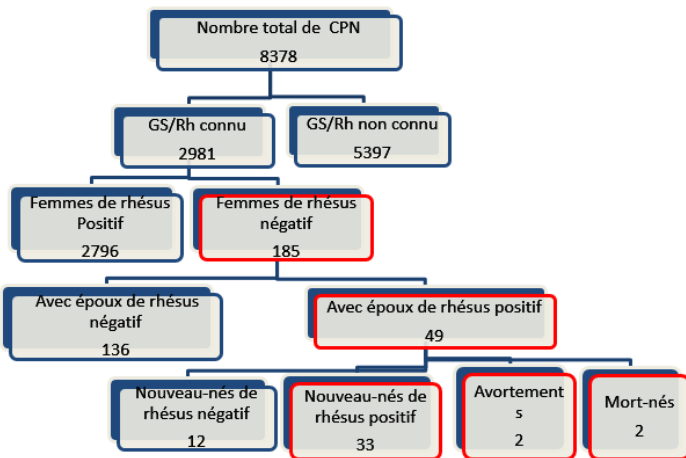 Nombre total de CPN
8378
GS/Rh connu
2981
GS/Rh non connu
5397
Femmes de rhésus
Positif
2796
Femmes de rhésus
négatif
185
Avec époux de rhésus
négatif
136
Avec époux de rhésus positif
49
Nouveau-nés de
rhésus négatif
12
Nouveau-nés de
rhésus positif
33
Avortement
s
2
Mort-nés
2